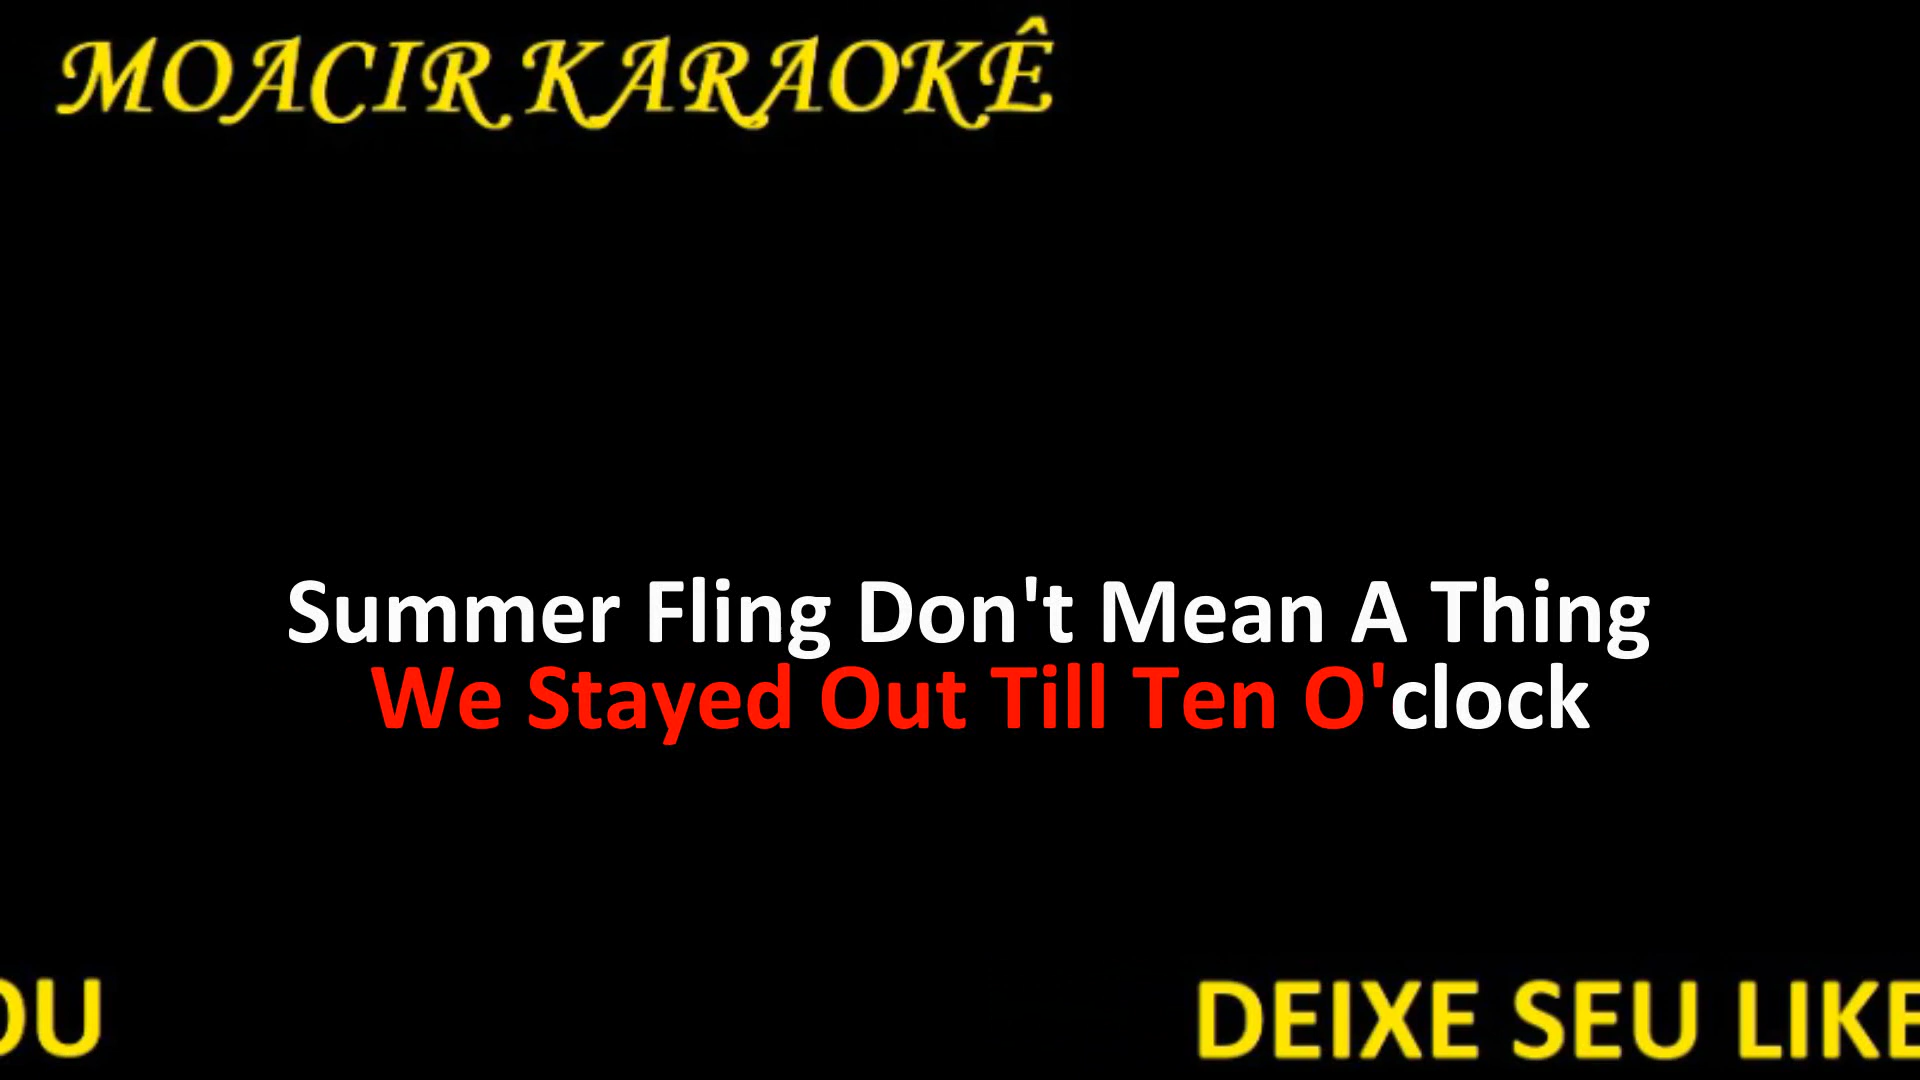 MOACIR KARAOKÊ
Summer Fling Don't Mean A Thing
We Stayed Out Till Ten O'clock
OU DEIXE SEU LIKE